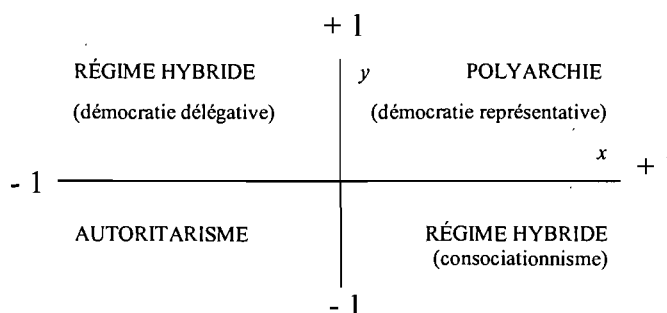 + 1
RÉGIME HYBRIDE y POLYARCHIE
(démocratie délégative) (démocratie représentative)
x
- 1 +
AUTORITARISME RÉGIME HYBRIDE
(consociationnisme)
- 1